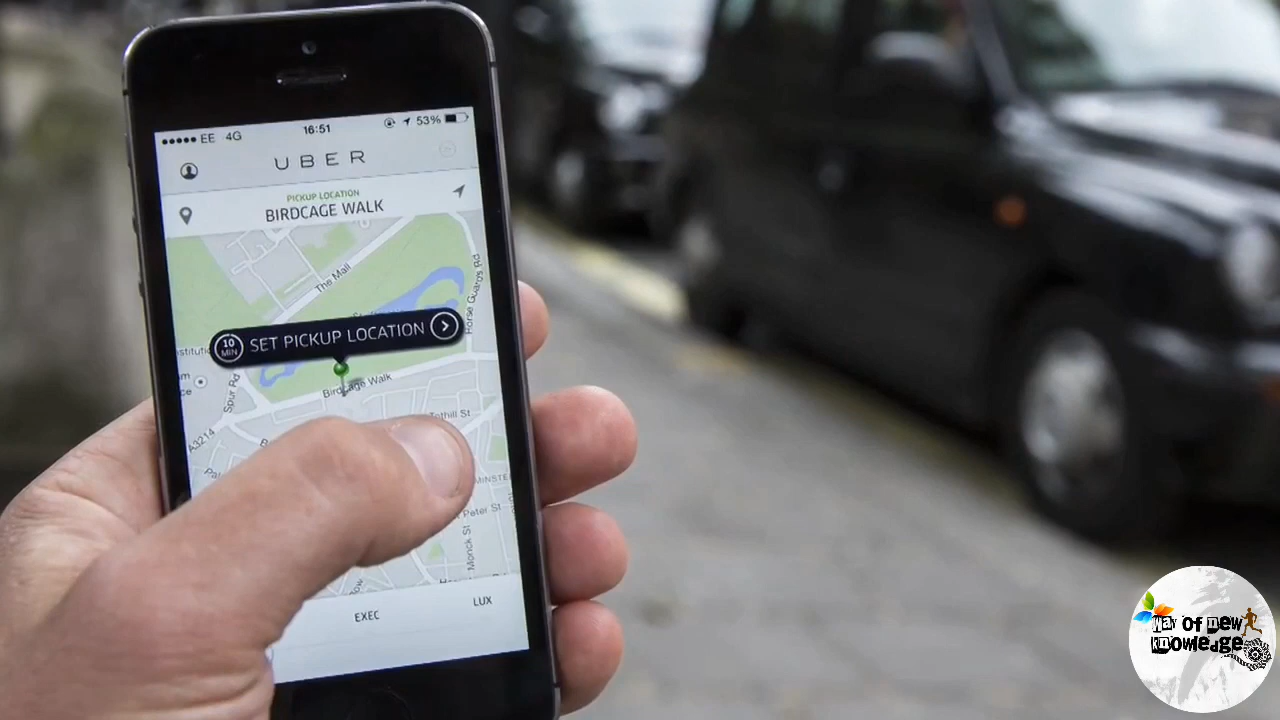 EE 4G 16:51 53%
UBER
PICKUP LOCATION
BIRDCAGE WALK
The Mall
Horse Guards Rd
10 MIN
SET PICKUP LOCATION
Birdcage Walk
Spur Rd
Tothill St
A3214
Peter St
Monck St
EXEC
LUX
Way Of New
knowledge